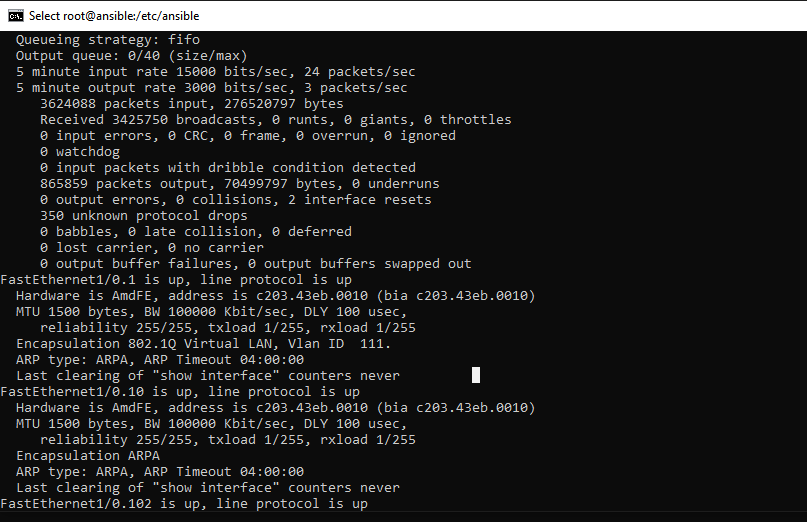 Select root@ansible:/etc/ansible
Queueing strategy: fifo
Output queue: 0/40 (size/max)
5 minute input rate 15000 bits/sec, 24 packets/sec
5 minute output rate 3000 bits/sec, 3 packets/sec
3624088 packets input, 276520797 bytes
Received 3425750 broadcasts, 0 runts, 0 giants, 0 throttles
0 input errors, 0 CRC, 0 frame, 0 overrun, 0 ignored
0 watchdog
0 input packets with dribble condition detected
865859 packets output, 70499797 bytes, 0 underruns
0 output errors, 0 collisions, 2 interface resets
350 unknown protocol drops
0 babbles, 0 late collision, 0 deferred
0 lost carrier, 0 no carrier
0 output buffer failures, 0 output buffers swapped out
FastEthernet1/0.1 is up, line protocol is up
Hardware is AmdFE, address is c203.43eb.0010 (bia c203.43eb.0010)
MTU 1500 bytes, BW 100000 Kbit/sec, DLY 100 usec,
reliability 255/255, txload 1/255, rxload 1/255
Encapsulation 802.1Q Virtual LAN, Vlan ID  111.
ARP type: ARPA, ARP Timeout 04:00:00
Last clearing of "show interface" counters never
FastEthernet1/0.10 is up, line protocol is up
Hardware is AmdFE, address is c203.43eb.0010 (bia c203.43eb.0010)
MTU 1500 bytes, BW 100000 Kbit/sec, DLY 100 usec,
reliability 255/255, txload 1/255, rxload 1/255
Encapsulation ARPA
ARP type: ARPA, ARP Timeout 04:00:00
Last clearing of "show interface" counters never
FastEthernet1/0.102 is up, line protocol is up